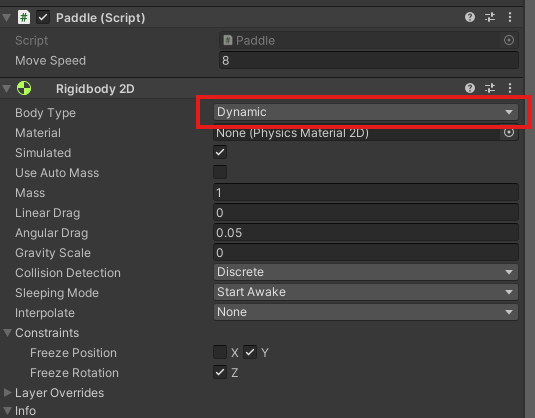 Paddle (Script)
Script Paddle
Move Speed 8
Rigidbody 2D
Body Type Dynamic
Material None (Physics Material 2D)
Simulated
Use Auto Mass
Mass 1
Linear Drag 0
Angular Drag 0.05
Gravity Scale 0
Collision Detection Discrete
Sleeping Mode Start Awake
Interpolate None
Constraints
Freeze Position X Y
Freeze Rotation Z
Layer Overrides
Info